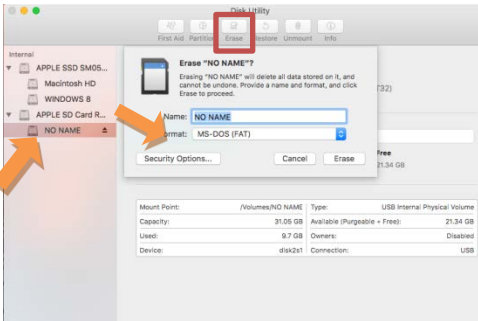 Disk Utility
First Aid Partition Erase Restore Unmount Info
Internal
APPLE SSD SM05...
Macintosh HD
WINDOWS 8
APPLE SD Card R...
NO NAME
Erase "NO NAME"?
Erasing "NO NAME" will delete all data stored on it, and
cannot be undone. Provide a name and format, and click
Erase to proceed.
Name: NO NAME
ormat: MS-DOS (FAT)
Security Options... Cancel Erase
T32)
Free
21.34 GB
Mount Point: /Volumes/NO NAME Type: USB Internal Physical Volume
Capacity: 31.05 GB Available (Purgeable + Free): 21.34 GB
Used: 9.7 GB Owners: Disabled
Device: disk2s1 Connection: USB